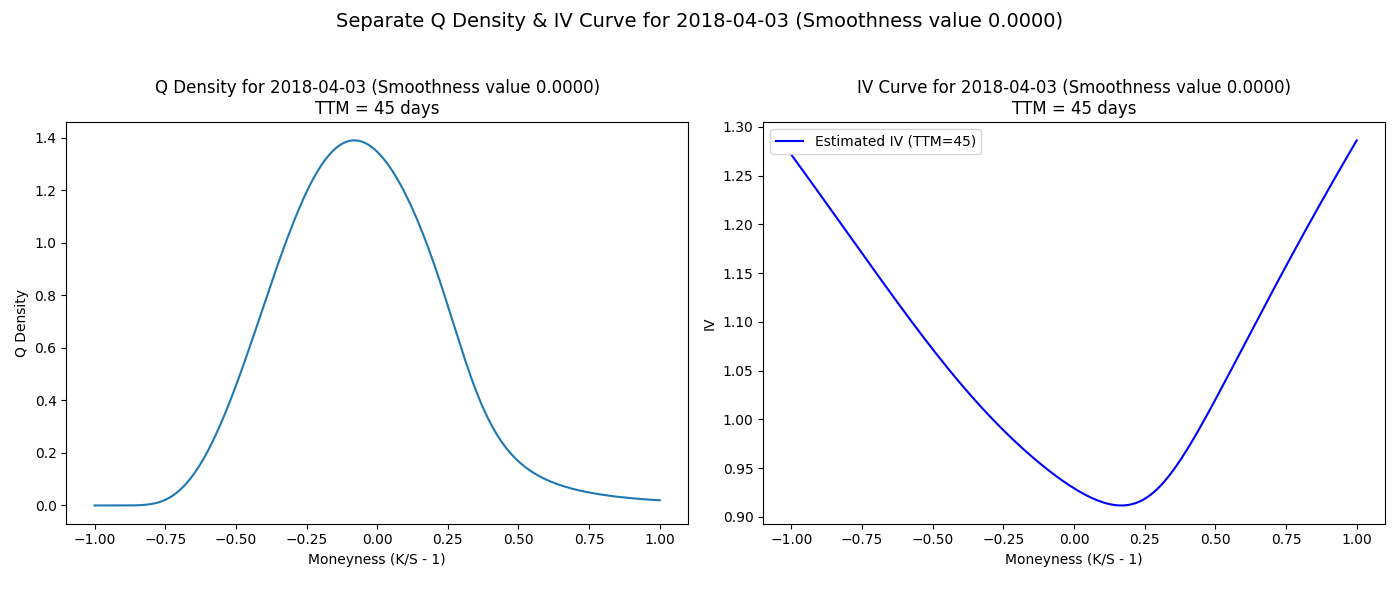 Separate Q Density & IV Curve for 2018-04-03 (Smoothness value 0.0000)
Q Density for 2018-04-03 (Smoothness value 0.0000)
TTM = 45 days
1.4
1.2
1.0
0.8
0.6
0.4
0.2
0.0
Q Density
−1.00 −0.75 −0.50 −0.25 0.00 0.25 0.50 0.75 1.00
Moneyness (K/S - 1)
IV Curve for 2018-04-03 (Smoothness value 0.0000)
TTM = 45 days
Estimated IV (TTM=45)
1.30
1.25
1.20
1.15
1.10
1.05
1.00
0.95
0.90
IV
−1.00 −0.75 −0.50 −0.25 0.00 0.25 0.50 0.75 1.00
Moneyness (K/S - 1)